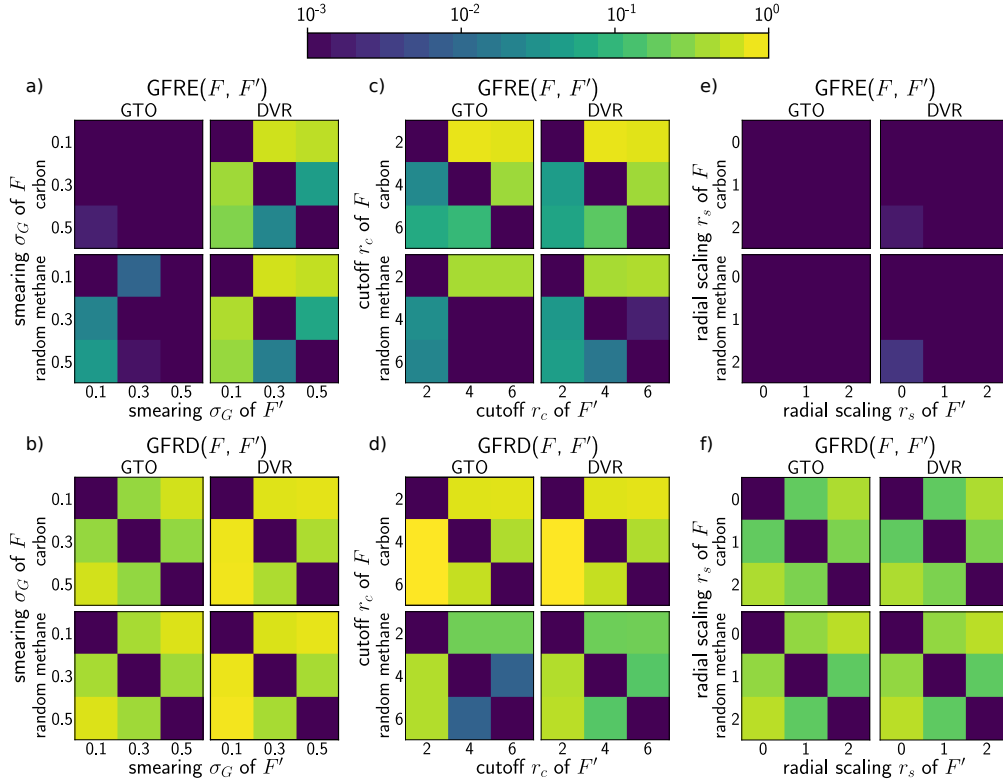 10⁻³ 10⁻² 10⁻¹ 10⁰
a) GFRE(F, F′)
GTO DVR
smearing σ_G of F
carbon
0.1
0.3
0.5
random methane
0.1
0.3
0.5
0.1 0.3 0.5 0.1 0.3 0.5
smearing σ_G of F′
c) GFRE(F, F′)
GTO DVR
cutoff r_c of F
carbon
2
4
6
random methane
2
4
6
2 4 6 2 4 6
cutoff r_c of F′
e) GFRE(F, F′)
GTO DVR
radial scaling r_s of F
carbon
0
1
2
random methane
0
1
2
0 1 2 0 1 2
radial scaling r_s of F′
b) GFRD(F, F′)
GTO DVR
smearing σ_G of F
carbon
0.1
0.3
0.5
random methane
0.1
0.3
0.5
0.1 0.3 0.5 0.1 0.3 0.5
smearing σ_G of F′
d) GFRD(F, F′)
GTO DVR
cutoff r_c of F
carbon
2
4
6
random methane
2
4
6
2 4 6 2 4 6
cutoff r_c of F′
f) GFRD(F, F′)
GTO DVR
radial scaling r_s of F
carbon
0
1
2
random methane
0
1
2
0 1 2 0 1 2
radial scaling r_s of F′